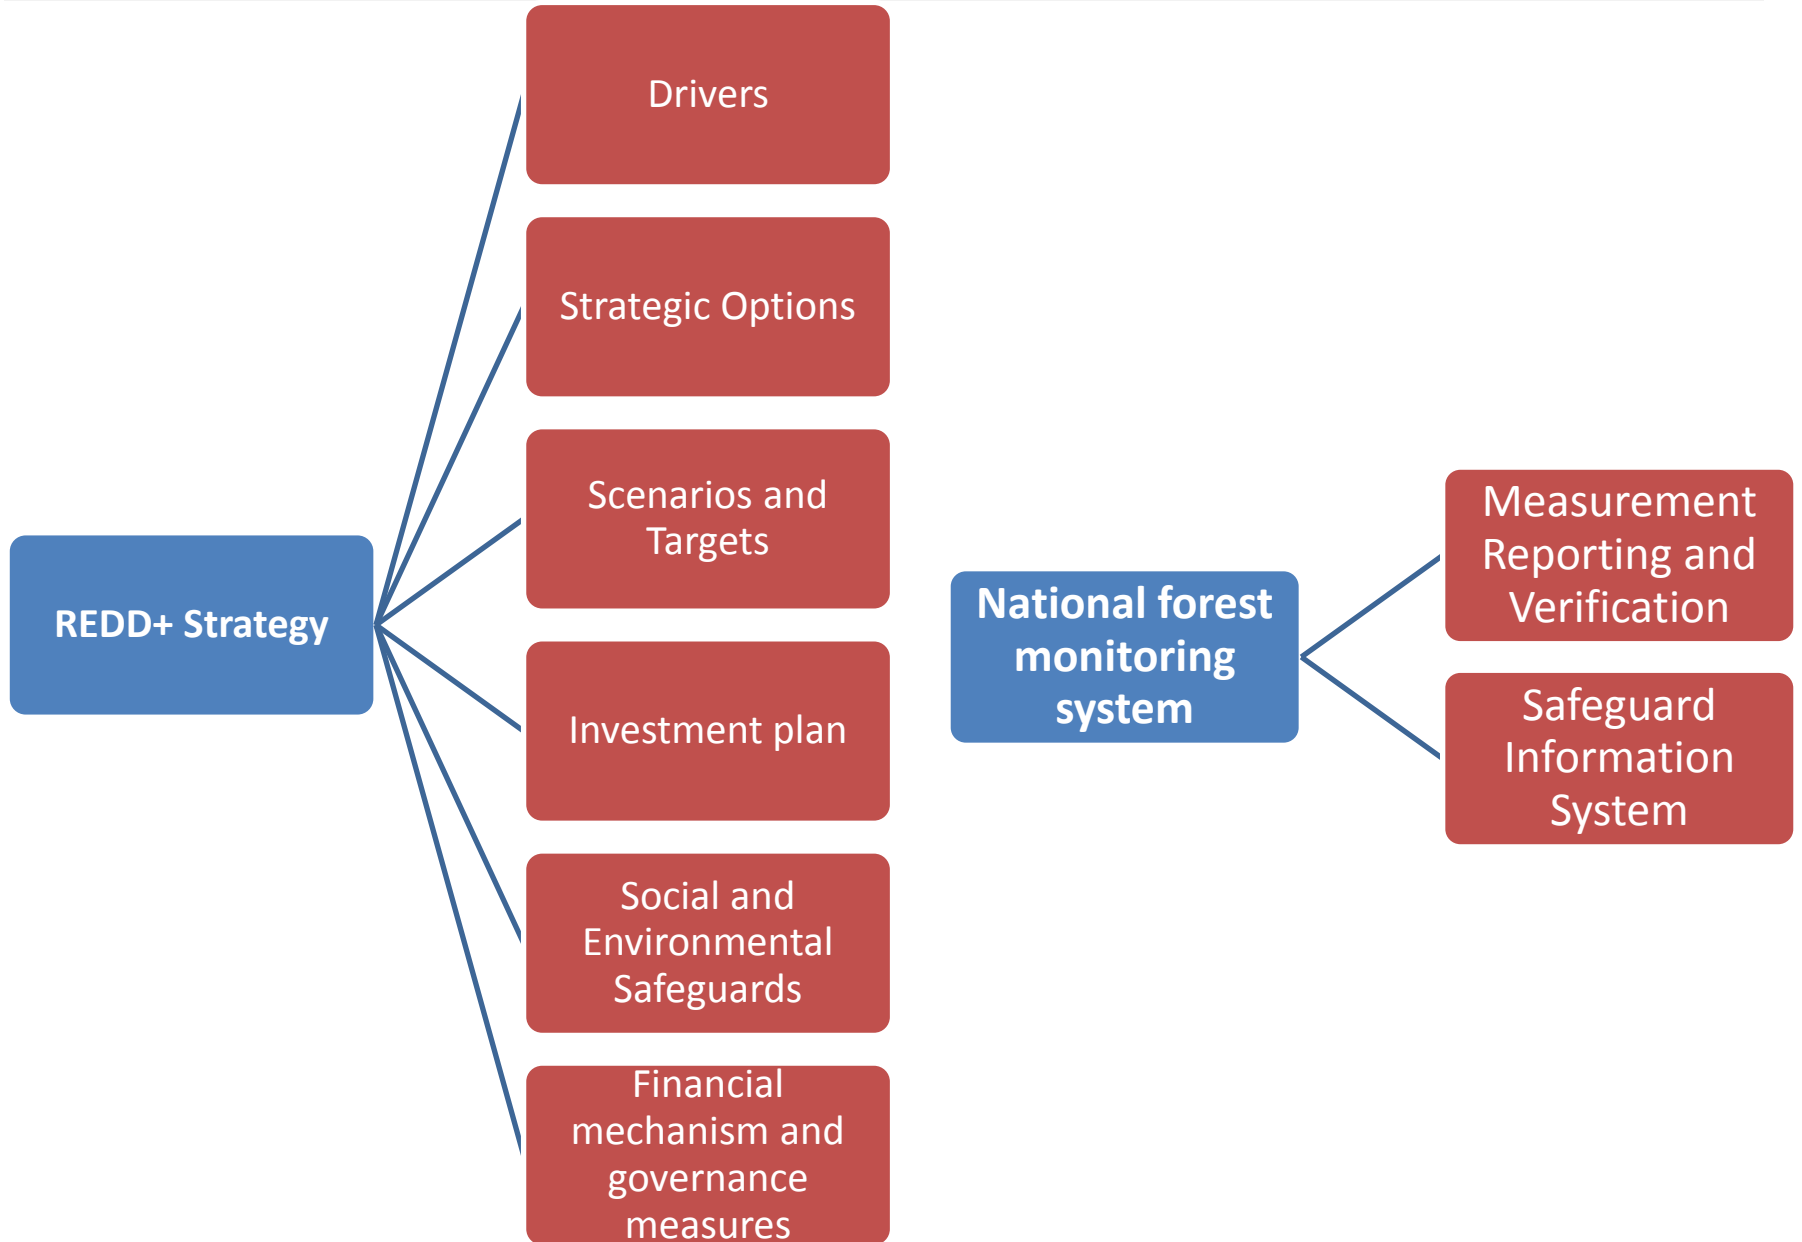 REDD+ Strategy
Drivers
Strategic Options
Scenarios and
Targets
Investment plan
Social and
Environmental
Safeguards
Financial
mechanism and
governance
measures
National forest
monitoring
system
Measurement
Reporting and
Verification
Safeguard
Information
System